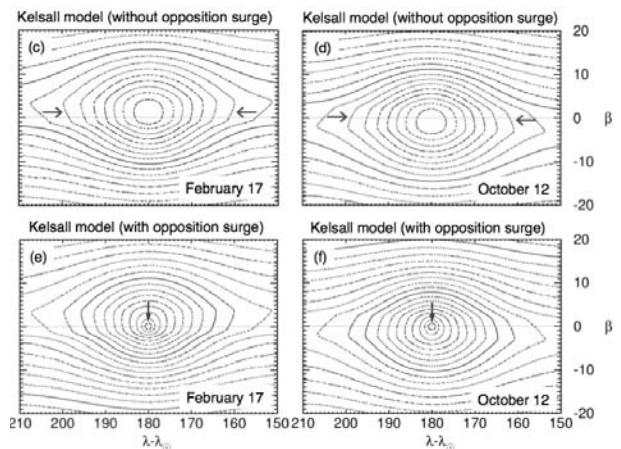 Kelsall model (without opposition surge) Kelsall model (without opposition surge)
(c) (d)
20
10
0 β
-10
-20
February 17 October 12
Kelsall model (with opposition surge) Kelsall model (with opposition surge)
(e) (f)
20
10
0 β
-10
-20
February 17 October 12
210 200 190 180 170 160 150 210 200 190 180 170 160 150
λ-λ☉ λ-λ☉